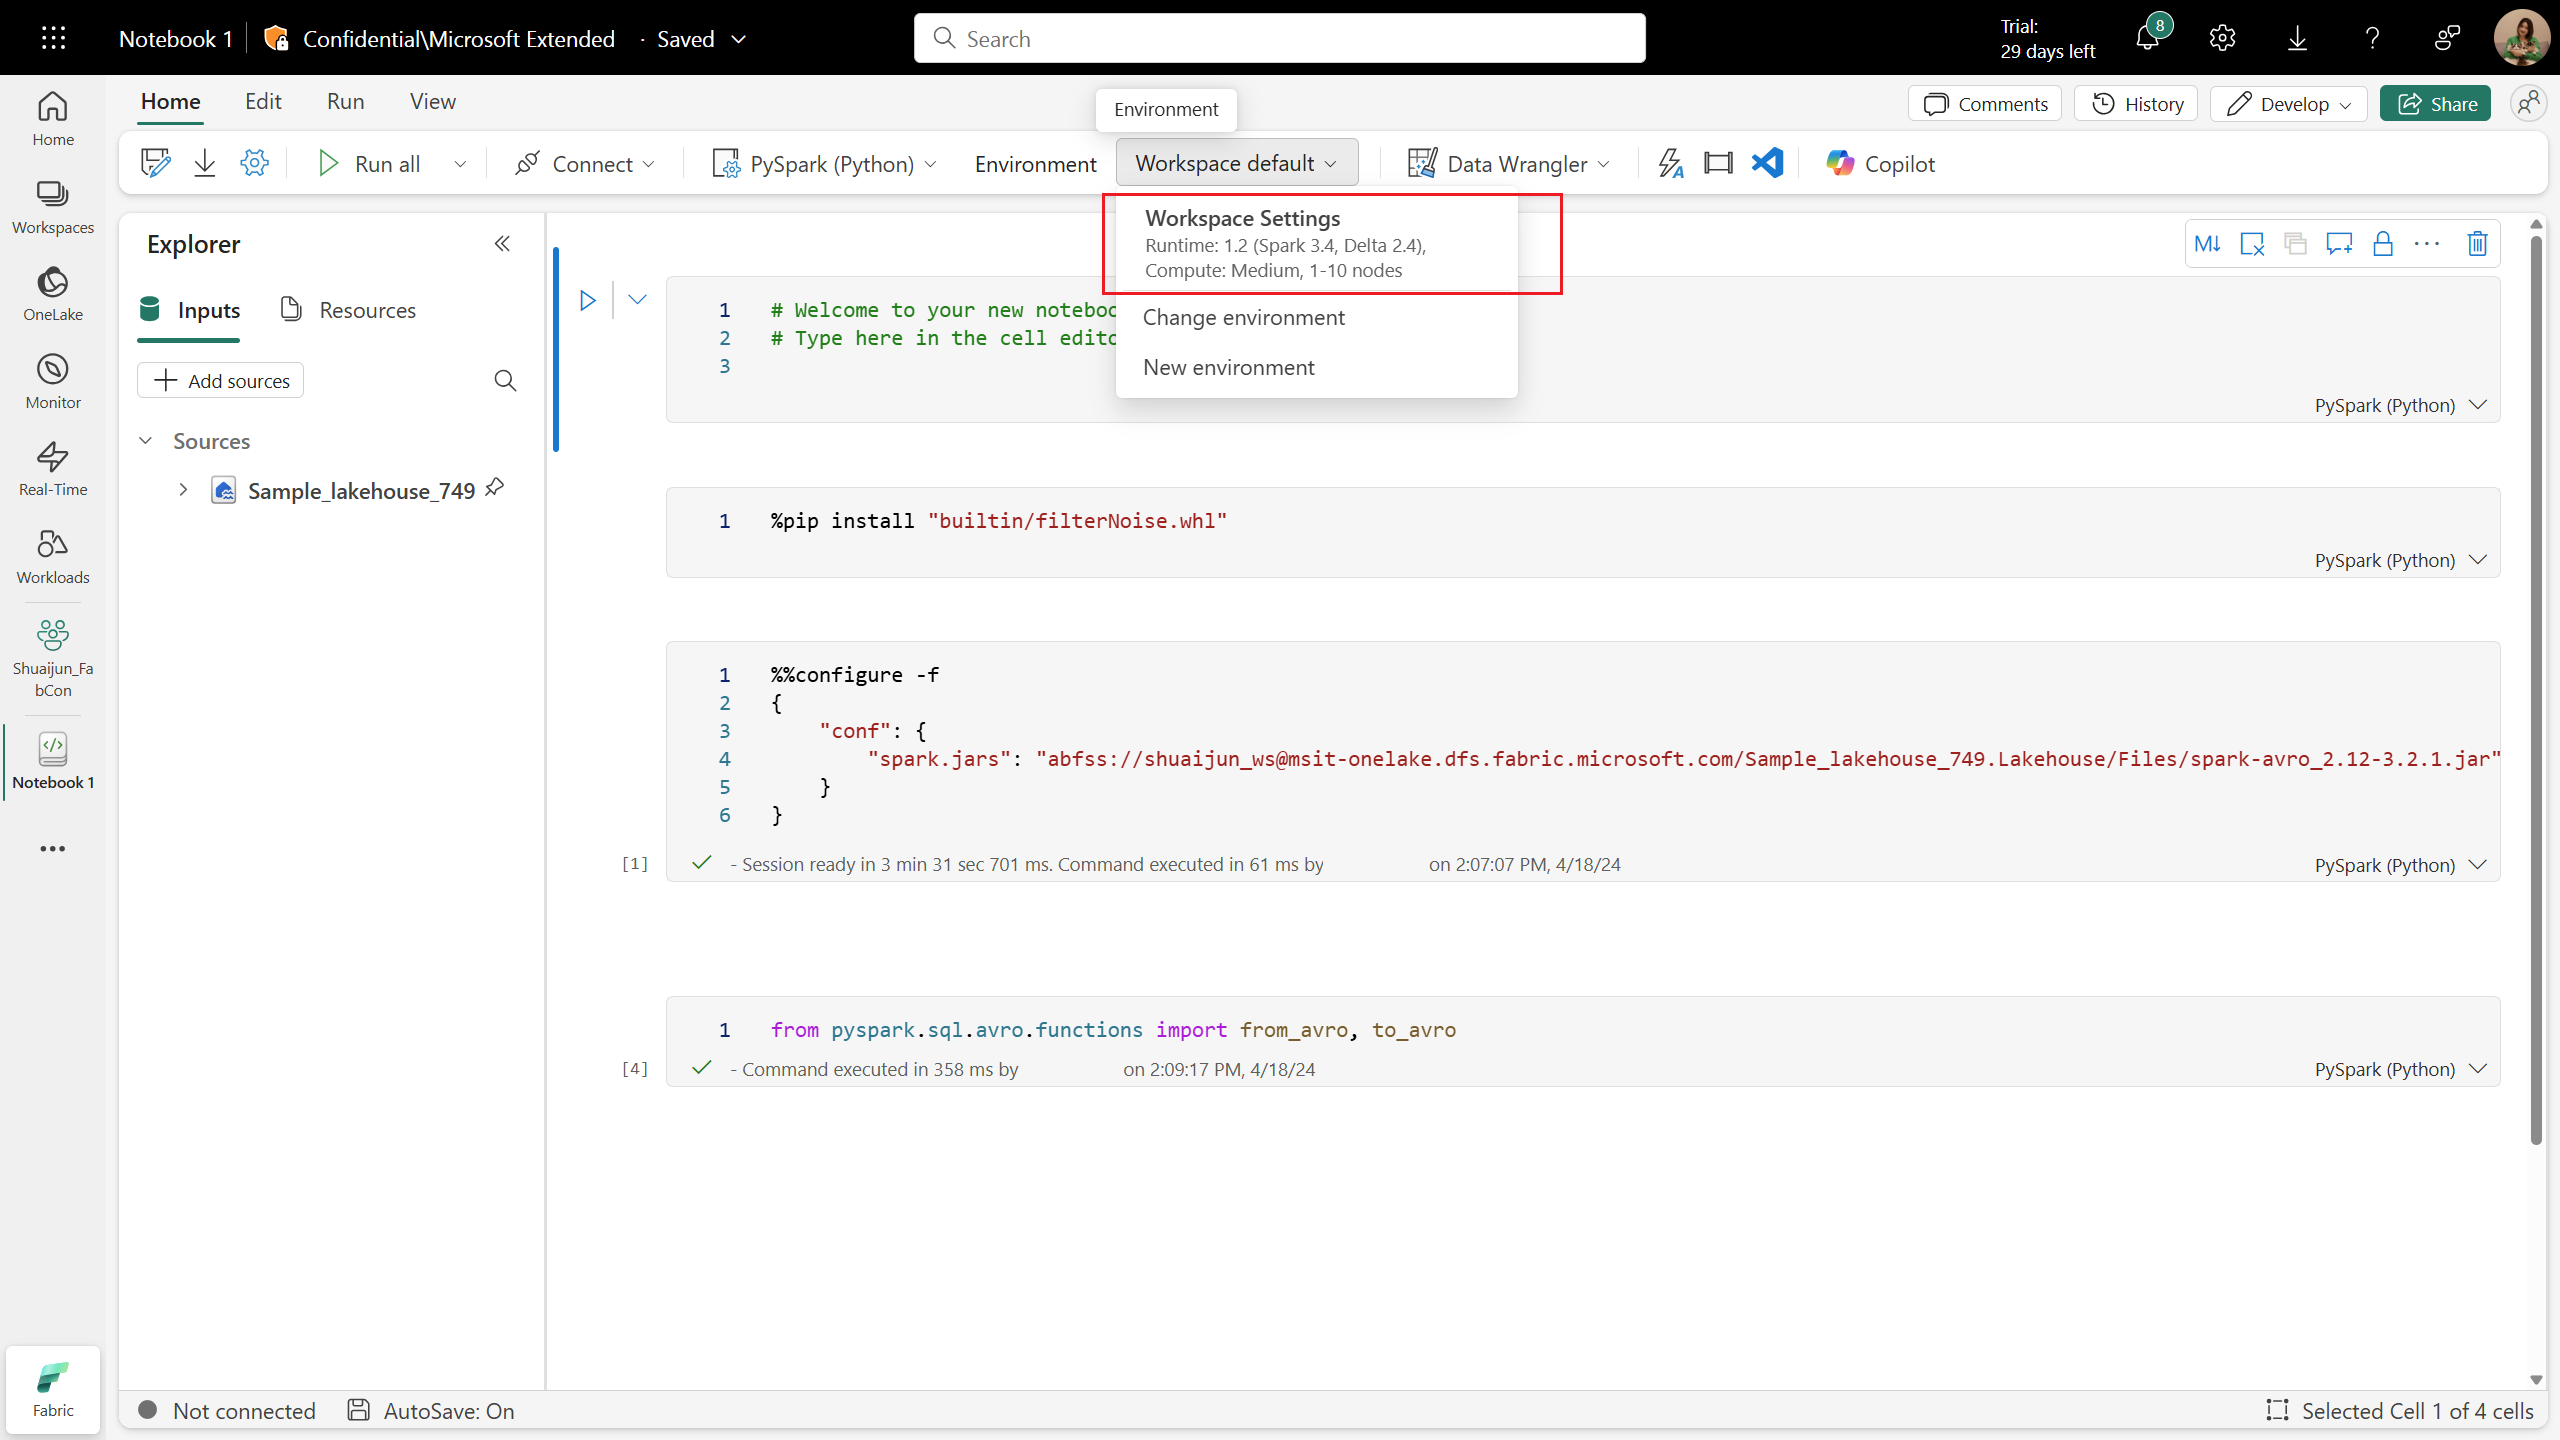 Notebook 1
Confidential\Microsoft Extended · Saved
Search
Trial:
29 days left
8
Home Edit Run View
Environment
Comments History Develop Share
Run all Connect PySpark (Python) Environment Workspace default Data Wrangler Copilot
Home
Workspaces
OneLake
Monitor
Real-Time
Workloads
Shuaijun_Fa
bCon
Notebook 1
Fabric
Explorer
Inputs Resources
Add sources
Sources
Sample_lakehouse_749
Workspace Settings
Runtime: 1.2 (Spark 3.4, Delta 2.4),
Compute: Medium, 1-10 nodes
Change environment
New environment
M↓
1 # Welcome to your new noteboo
2 # Type here in the cell edito
3
PySpark (Python)
1 %pip install "builtin/filterNoise.whl"
PySpark (Python)
1 %%configure -f
2 {
3 "conf": {
4 "spark.jars": "abfss://shuaijun_ws@msit-onelake.dfs.fabric.microsoft.com/Sample_lakehouse_749.Lakehouse/Files/spark-avro_2.12-3.2.1.jar"
5 }
6 }
[1] - Session ready in 3 min 31 sec 701 ms. Command executed in 61 ms by on 2:07:07 PM, 4/18/24
PySpark (Python)
1 from pyspark.sql.avro.functions import from_avro, to_avro
[4] - Command executed in 358 ms by on 2:09:17 PM, 4/18/24
PySpark (Python)
Not connected AutoSave: On
Selected Cell 1 of 4 cells